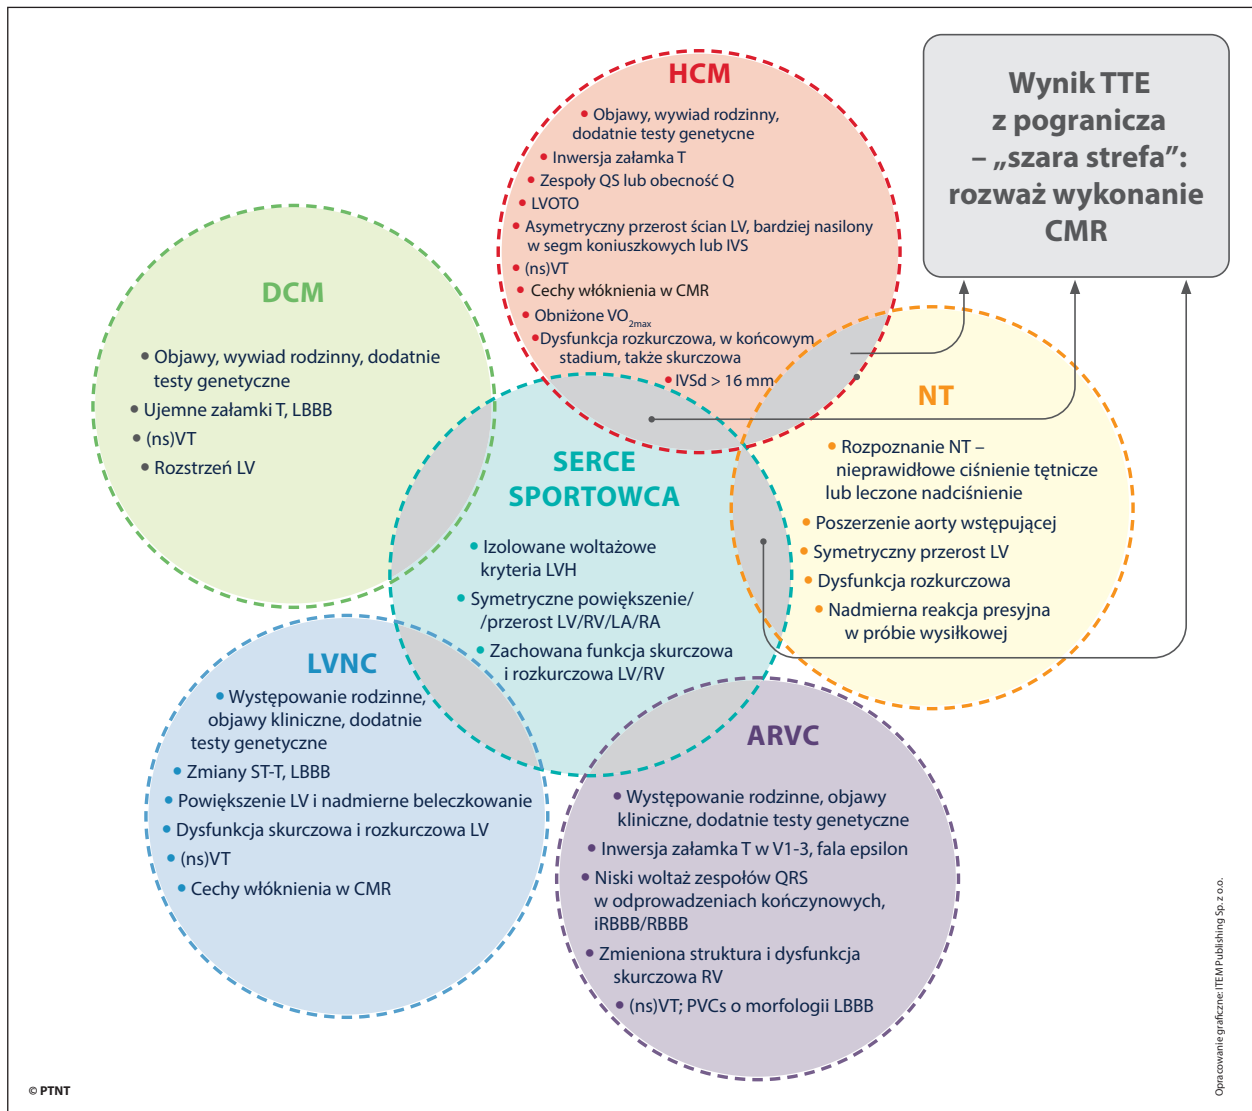 HCM
• Objawy, wywiad rodzinny,
dodatnie testy genetycne
• Inwersja załamka T
• Zespoły QS lub obecność Q
• LVOTO
• Asymetryczny przerost ścian LV, bardziej nasilony
w segm koniuszkowych lub IVS
• (ns)VT
• Cechy włóknienia w CMR
• Obniżone VO2max
• Dysfunkcja rozkurczowa, w końcowym
stadium, także skurczowa
• IVSd > 16 mm
Wynik TTE
z pogranicza
– „szara strefa”:
rozważ wykonanie
CMR
DCM
• Objawy, wywiad rodzinny, dodatnie
testy genetyczne
• Ujemne załamki T, LBBB
• (ns)VT
• Rozstrzeń LV
NT
• Rozpoznanie NT –
nieprawidłowe ciśnienie tętnicze
lub leczone nadciśnienie
• Poszerzenie aorty wstępującej
• Symetryczny przerost LV
• Dysfunkcja rozkurczowa
• Nadmierna reakcja presyjna
w próbie wysiłkowej
SERCE
SPORTOWCA
• Izolowane woltażowe
kryteria LVH
• Symetryczne powiększenie/
/przerost LV/RV/LA/RA
• Zachowana funkcja skurczowa
i rozkurczowa LV/RV
LVNC
• Występowanie rodzinne,
objawy kliniczne, dodatnie
testy genetyczne
• Zmiany ST-T, LBBB
• Powiększenie LV i nadmierne beleczkowanie
• Dysfunkcja skurczowa i rozkurczowa LV
• (ns)VT
• Cechy włóknienia w CMR
ARVC
• Występowanie rodzinne, objawy
kliniczne, dodatnie testy genetyczne
• Inwersja załamka T w V1-3, fala epsilon
• Niski woltaż zespołów QRS
w odprowadzeniach kończynowych,
iRBBB/RBBB
• Zmieniona struktura i dysfunkcja
skurczowa RV
• (ns)VT; PVCs o morfologii LBBB
© PTNT
Opracowanie graficzne: ITEM Publishing Sp. z o.o.